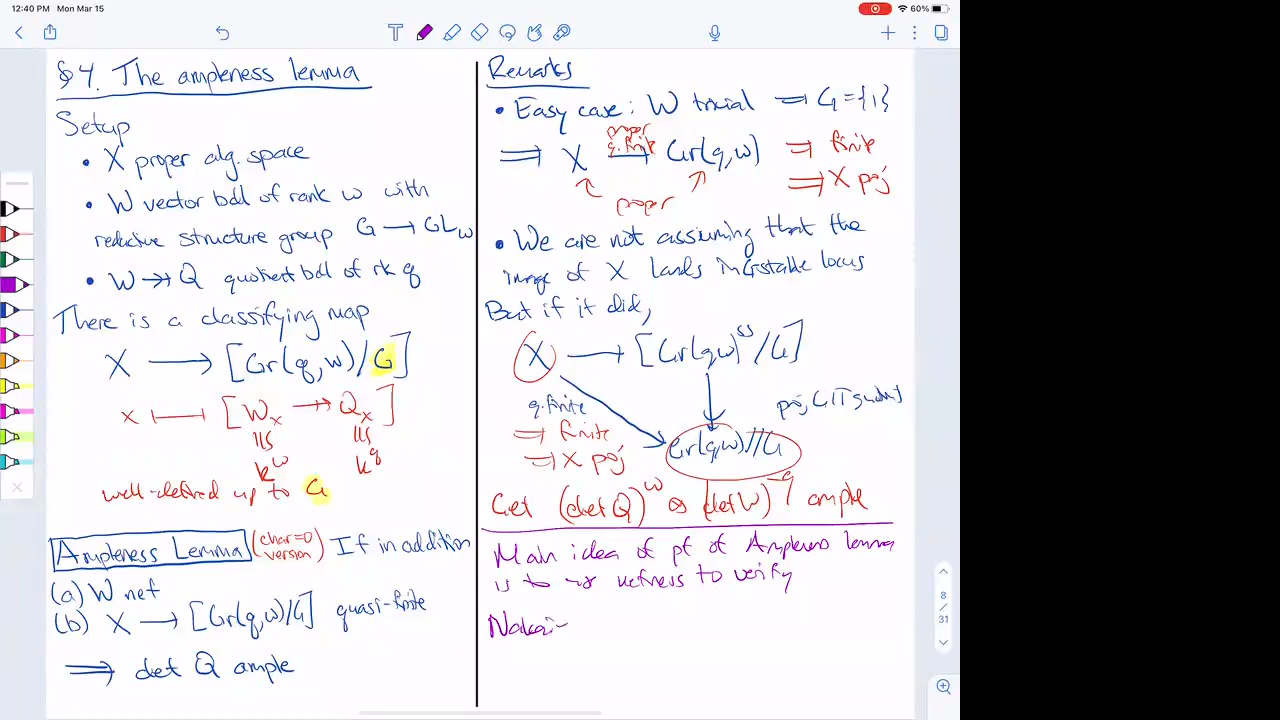 12:40 PM Mon Mar 15
60%
§4. The ampleness lemma
Setup
• X proper alg. space
• W vector bdl of rank w with
reductive structure group G → GL_w
• W ↠ Q quotient bdl of rk q
There is a classifying map
X → [Gr(q,w)/G]
x ↦ [W_x ↠ Q_x]
k^w k^q
well-defined up to G
Ampleness Lemma (char=0 version) If in addition
(a) W nef
(b) X → [Gr(q,w)/G] quasi-finite
⟹ det Q ample
Remarks
• Easy case: W trivial ⟹ G={1}
proper
q.finite
⟹ X → Gr(q,w) ⟹ finite
⟹ X proj
proper
• We are not assuming that the
image of X lands in stable locus
But if it did,
X → [Gr(q,w)^ss/G]
q.finite
proj GIT quotient
⟹ finite
Gr(q,w)//G
⟹ X proj
Get (det Q)^w ⊗ (det W)^-q ample
Main idea of pf of Ampleness lemma
is to use nefness to verify
Nakai-
8
/
31